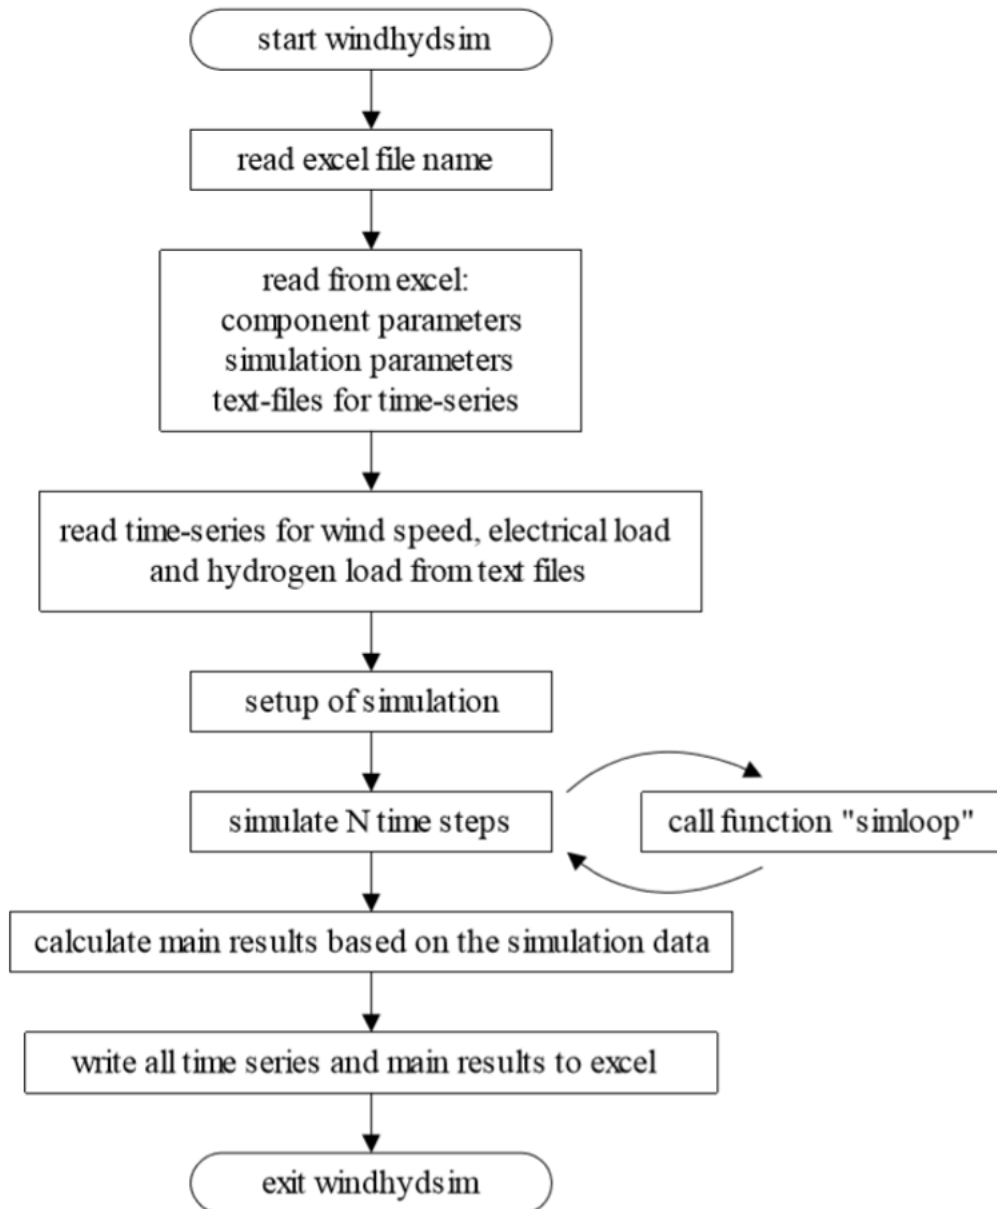 start windhydsim
read excel file name
read from excel:
component parameters
simulation parameters
text-files for time-series
read time-series for wind speed, electrical load
and hydrogen load from text files
setup of simulation
simulate N time steps
call function "simloop"
calculate main results based on the simulation data
write all time series and main results to excel
exit windhydsim